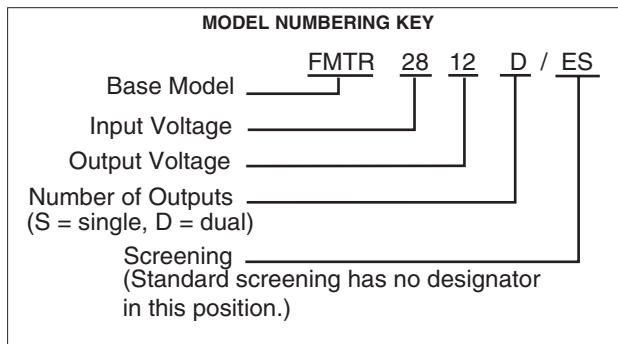 MODEL NUMBERING KEY
FMTR 28 12 D / ES
Base Model
Input Voltage
Output Voltage
Number of Outputs
(S = single, D = dual)
Screening
(Standard screening has no designator
in this position.)